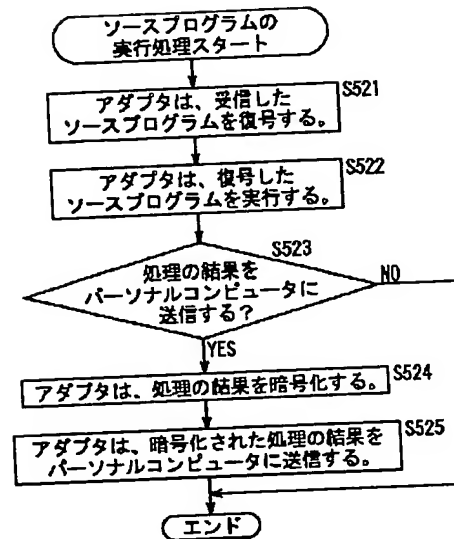 ソースプログラムの
実行処理スタート
S521
アダプタは、受信した
ソースプログラムを復号する。
S522
アダプタは、復号した
ソースプログラムを実行する。
S523
処理の結果を
パーソナルコンピュータに
送信する？
NO
YES
アダプタは、処理の結果を暗号化する。
S524
アダプタは、暗号化された処理の結果を
パーソナルコンピュータに送信する。
S525
エンド